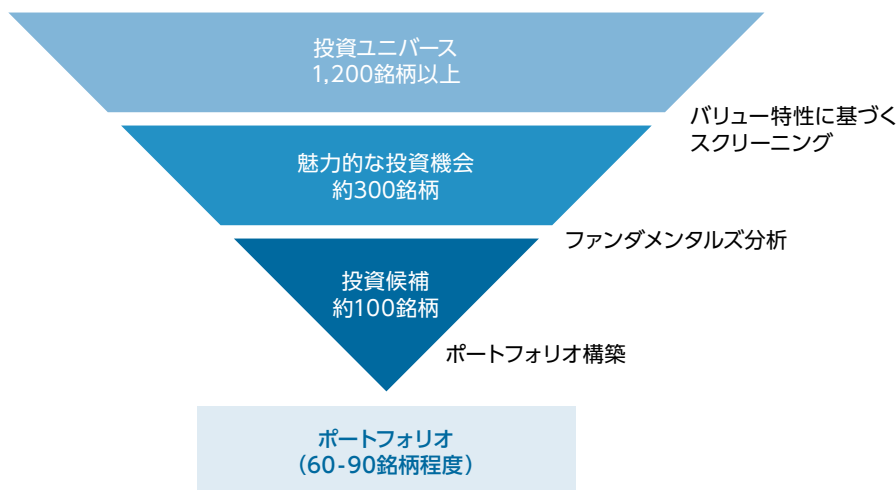 投資ユニバース
1,200銘柄以上
バリュー特性に基づく
スクリーニング
魅力的な投資機会
約300銘柄
ファンダメンタルズ分析
投資候補
約100銘柄
ポートフォリオ構築
ポートフォリオ
（60-90銘柄程度）